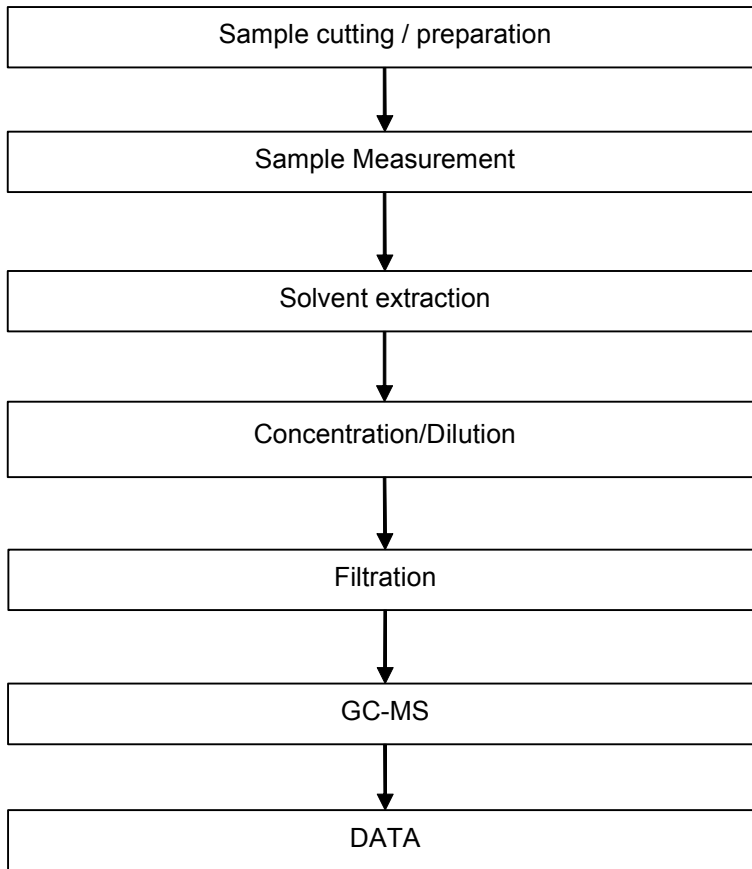 Sample cutting / preparation
Sample Measurement
Solvent extraction
Concentration/Dilution
Filtration
GC-MS
DATA